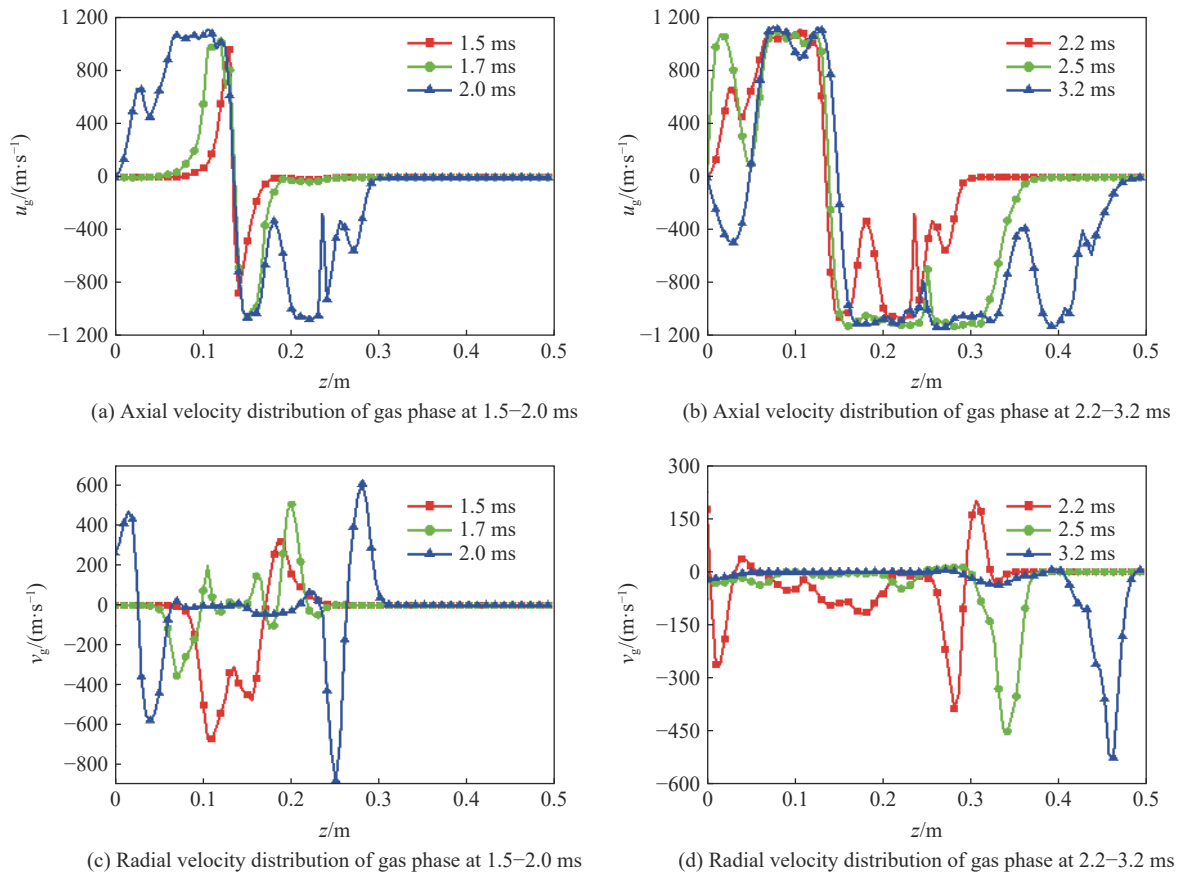 1 200
800
400
0
−400
−800
−1 200
u_g/(m·s⁻¹)
1.5 ms
1.7 ms
2.0 ms
0 0.1 0.2 0.3 0.4 0.5
z/m
(a) Axial velocity distribution of gas phase at 1.5−2.0 ms
1 200
800
400
0
−400
−800
−1 200
u_g/(m·s⁻¹)
2.2 ms
2.5 ms
3.2 ms
0 0.1 0.2 0.3 0.4 0.5
z/m
(b) Axial velocity distribution of gas phase at 2.2−3.2 ms
600
400
200
0
−200
−400
−600
−800
v_g/(m·s⁻¹)
1.5 ms
1.7 ms
2.0 ms
0 0.1 0.2 0.3 0.4 0.5
z/m
(c) Radial velocity distribution of gas phase at 1.5−2.0 ms
300
150
0
−150
−300
−450
−600
v_g/(m·s⁻¹)
2.2 ms
2.5 ms
3.2 ms
0 0.1 0.2 0.3 0.4 0.5
z/m
(d) Radial velocity distribution of gas phase at 2.2−3.2 ms